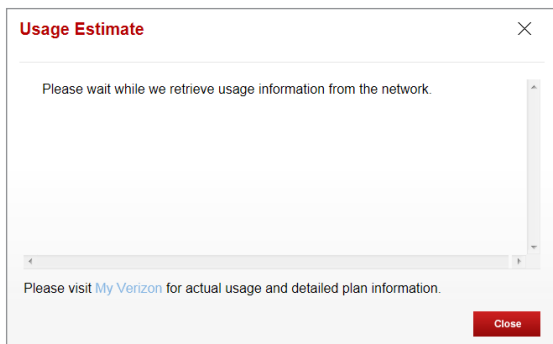 Usage Estimate
Please wait while we retrieve usage information from the network.
Please visit My Verizon for actual usage and detailed plan information.
Close